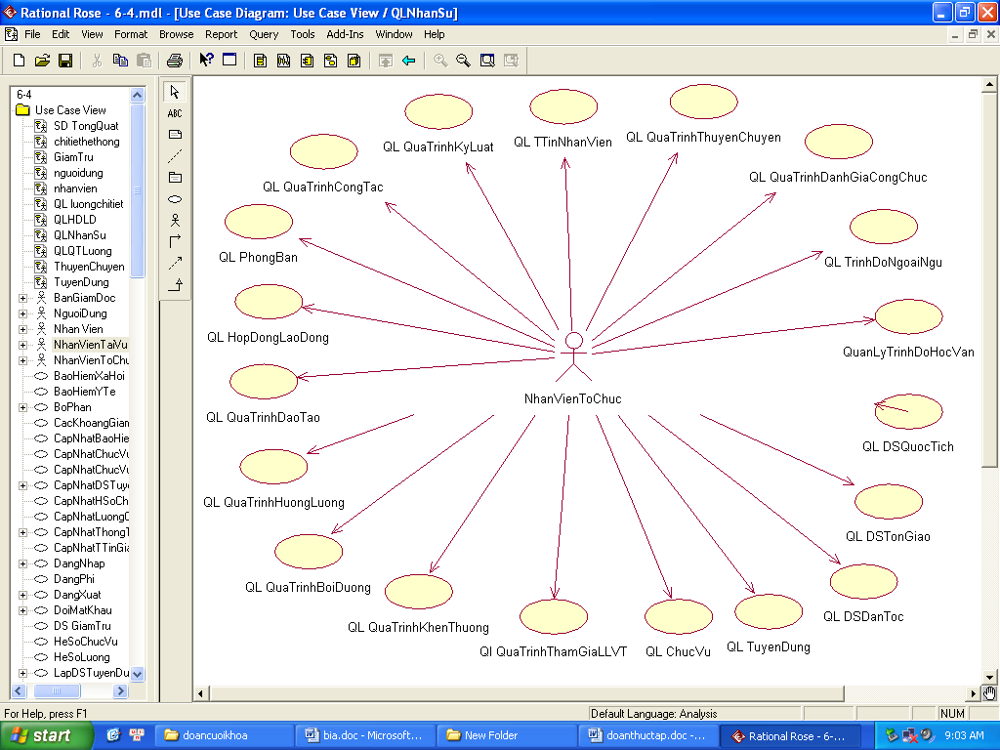 Rational Rose - 6-4.mdl - [Use Case Diagram: Use Case View / QLNhanSu]
File Edit View Format Browse Report Query Tools Add-Ins Window Help
ABC
6-4
Use Case View
SD TongQuat
chitiethethong
GiamTru
nguoidung
nhanvien
QL luongchitiet
QLHDLD
QLNhanSu
QLQTLuong
ThuyenChuyen
TuyenDung
BanGiamDoc
NguoiDung
Nhan Vien
NhanVienTaiVu
NhanVienToChu
BaoHiemXaHoi
BaoHiemYTe
BoPhan
CacKhoangGiam
CapNhatBaoHie
CapNhatChucVu
CapNhatChucVu
CapNhatDSTuye
CapNhatHSoCh
CapNhatLuongC
CapNhatThongT
CapNhatTTinGia
DangNhap
DangPhi
DangXuat
DoiMatKhau
DS GiamTru
HeSoChucVu
HeSoLuong
LapDSTuyenDu
QL QuaTrinhKyLuat
QL TTinNhanVien
QL QuaTrinhThuyenChuyen
QL QuaTrinhCongTac
QL QuaTrinhDanhGiaCongChuc
QL PhongBan
QL TrinhDoNgoaiNgu
QL HopDongLaoDong
QuanLyTrinhDoHocVan
NhanVienToChuc
QL QuaTrinhDaoTao
QL DSQuocTich
QL QuaTrinhHuongLuong
QL DSTonGiao
QL QuaTrinhBoiDuong
QL DSDanToc
QL QuaTrinhKhenThuong
Ql QuaTrinhThamGiaLLVT
QL ChucVu
QL TuyenDung
For Help, press F1
Default Language: Analysis
NUM
start
doancuoikhoa
bia.doc - Microsoft...
New Folder
doanthuctap.doc -...
Rational Rose - 6-...
9:03 AM